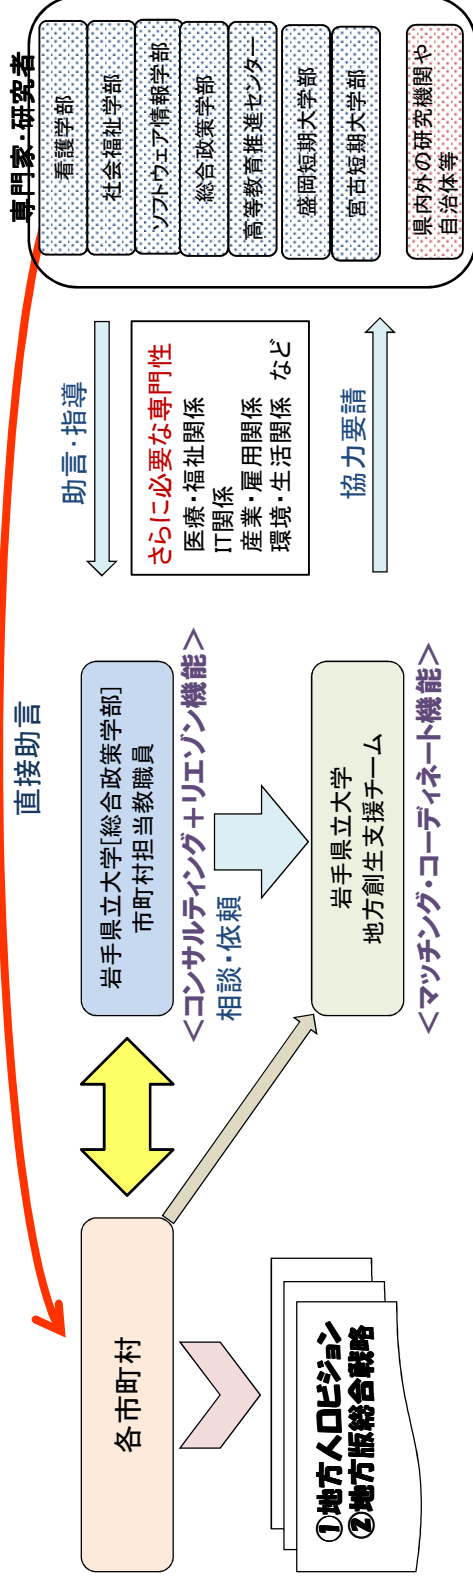 直接助言
専門家・研究者
各市町村
①地方人口ビジョン
②地方版総合戦略
岩手県立大学[総合政策学部]
市町村担当教職員
<コンサルティング+リエゾン機能>
相談・依頼
岩手県立大学
地方創生支援チーム
<マッチング・コーディネート機能>
助言・指導
さらに必要な専門性
医療・福祉関係
IT関係
産業・雇用関係
環境・生活関係 など
協力要請
看護学部
社会福祉学部
ソフトウェア情報学部
総合政策学部
高等教育推進センター
盛岡短期大学部
宮古短期大学部
県内外の研究機関や
自治体等